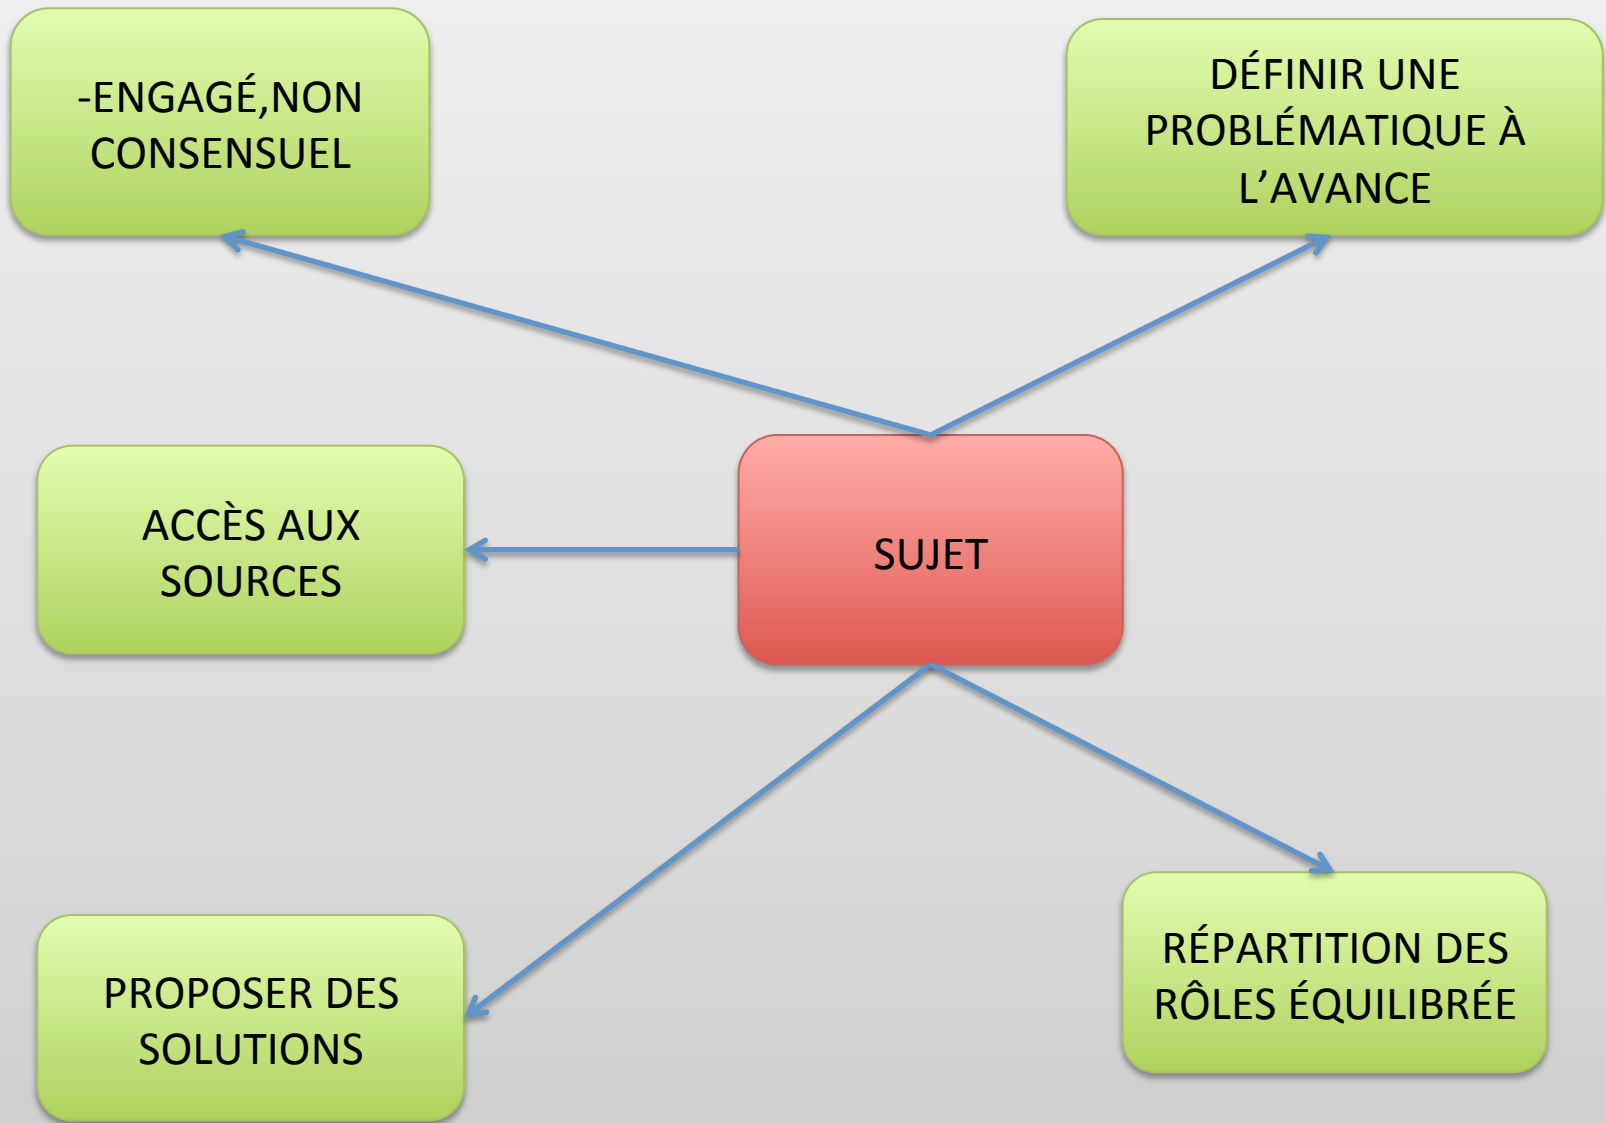 -ENGAGÉ,NON
CONSENSUEL
DÉFINIR UNE
PROBLÉMATIQUE À
L’AVANCE
ACCÈS AUX
SOURCES
SUJET
PROPOSER DES
SOLUTIONS
RÉPARTITION DES
RÔLES ÉQUILIBRÉE